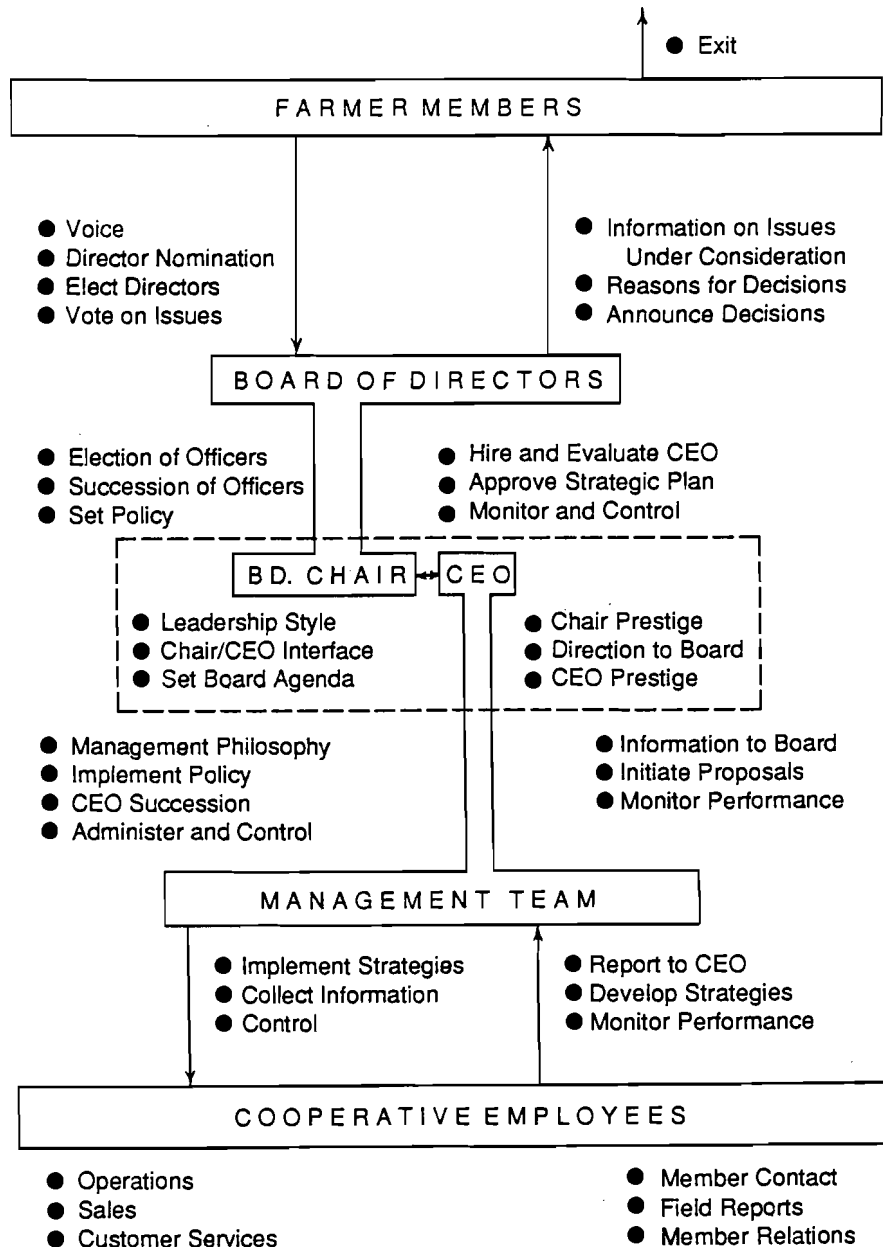 ● Exit
FARMER MEMBERS
● Voice
● Director Nomination
● Elect Directors
● Vote on Issues
● Information on Issues
Under Consideration
● Reasons for Decisions
● Announce Decisions
BOARD OF DIRECTORS
● Election of Officers
● Succession of Officers
● Set Policy
● Hire and Evaluate CEO
● Approve Strategic Plan
● Monitor and Control
BD. CHAIR
CEO
● Leadership Style
● Chair/CEO Interface
● Set Board Agenda
● Chair Prestige
● Direction to Board
● CEO Prestige
● Management Philosophy
● Implement Policy
● CEO Succession
● Administer and Control
● Information to Board
● Initiate Proposals
● Monitor Performance
MANAGEMENT TEAM
● Implement Strategies
● Collect Information
● Control
● Report to CEO
● Develop Strategies
● Monitor Performance
COOPERATIVE EMPLOYEES
● Operations
● Sales
● Customer Services
● Member Contact
● Field Reports
● Member Relations